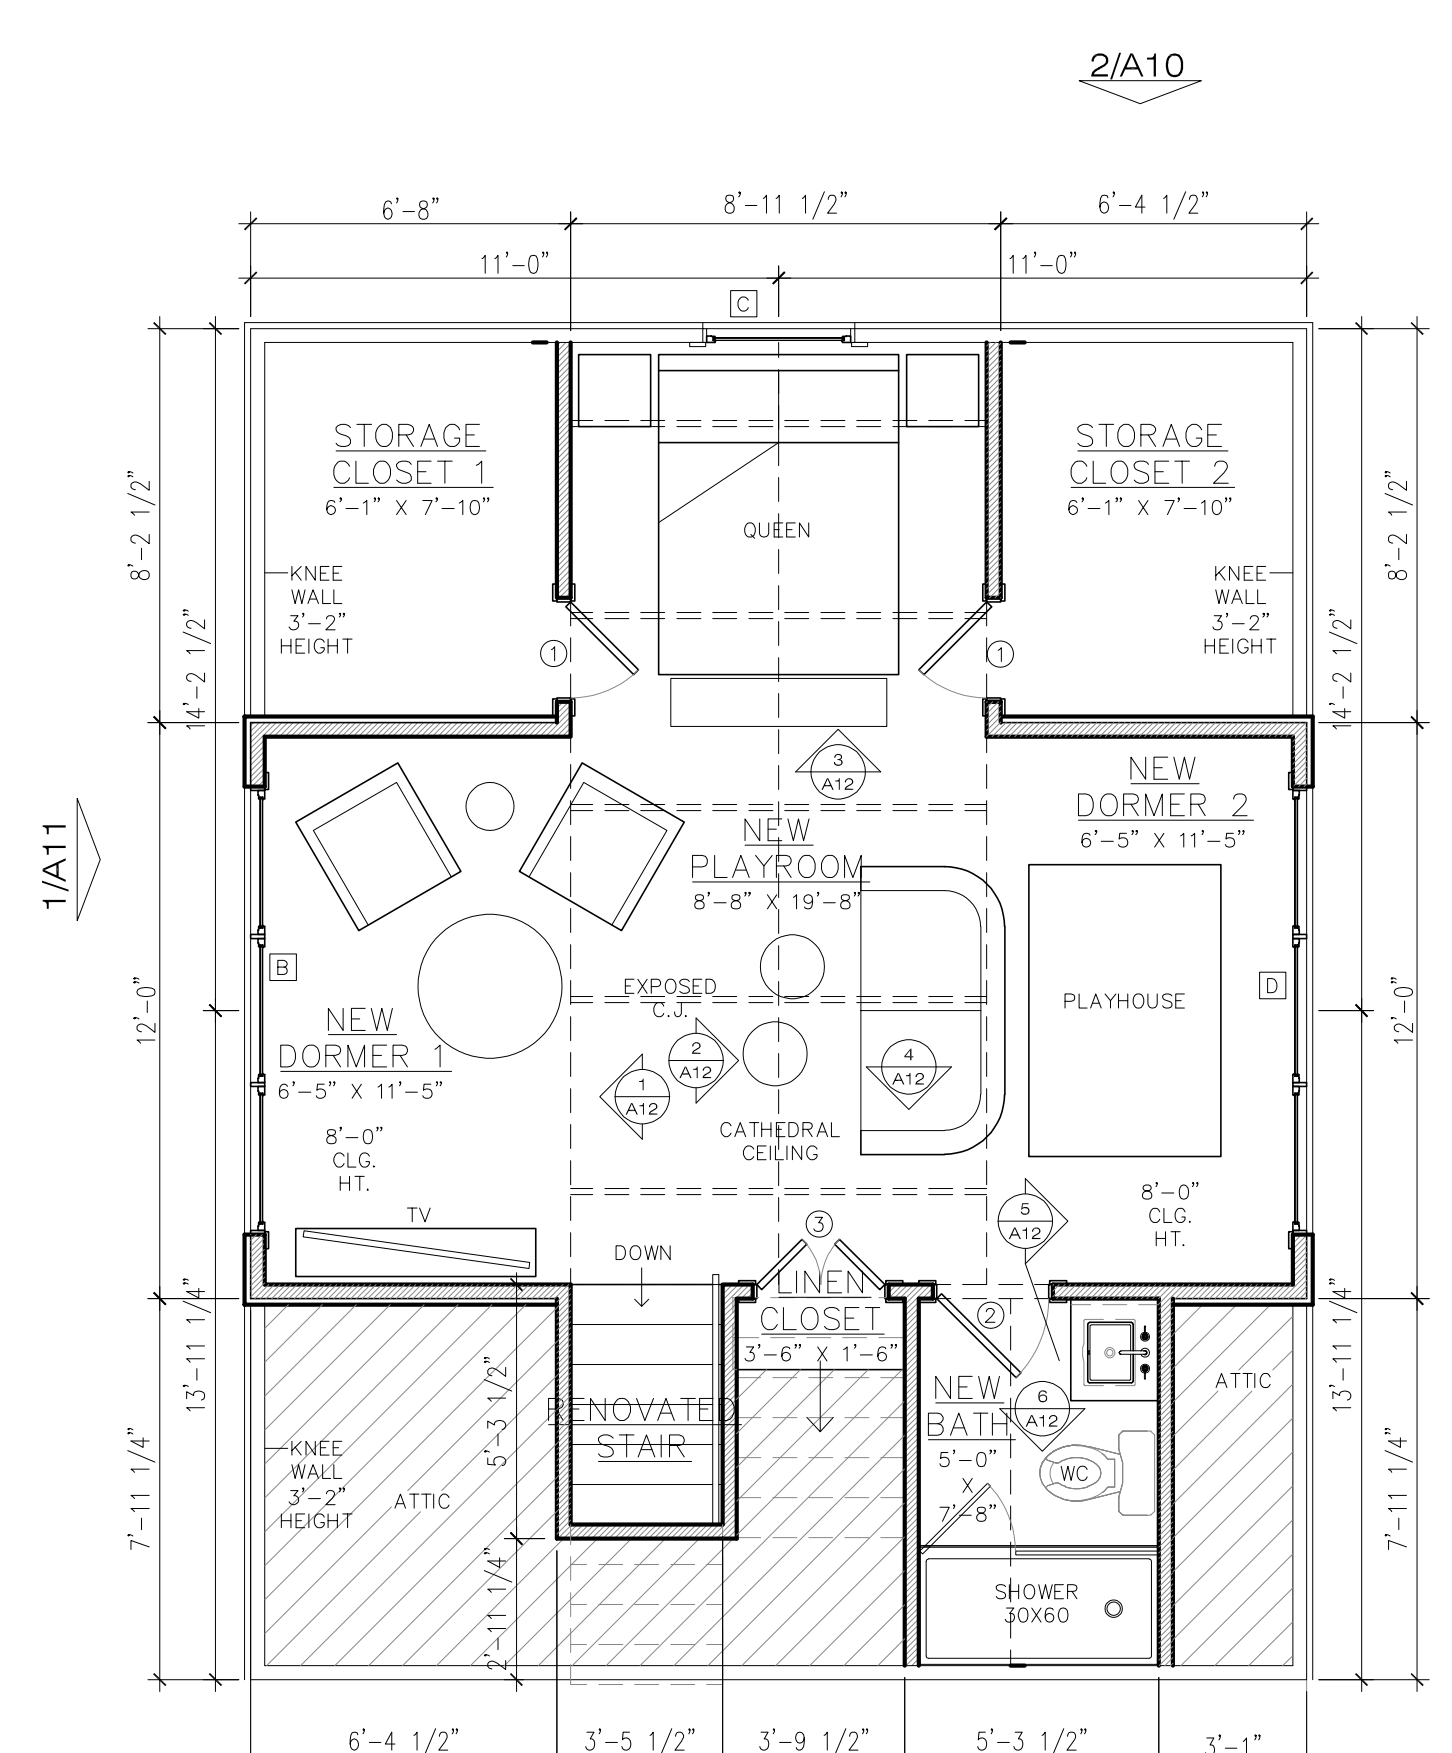 2/A10
6'-8"
8'-11 1/2"
6'-4 1/2"
11'-0"
11'-0"
C
STORAGE
CLOSET 1
6'-1" X 7'-10"
STORAGE
CLOSET 2
6'-1" X 7'-10"
QUEEN
8'-2 1/2"
8'-2 1/2"
KNEE
WALL
3'-2"
HEIGHT
KNEE
WALL
3'-2"
HEIGHT
14'-2 1/2"
14'-2 1/2"
1
1
3
A12
NEW
DORMER 2
6'-5" X 11'-5"
1/A11
NEW
PLAYROOM
8'-8" X 19'-8"
B
D
EXPOSED
C.J.
PLAYHOUSE
12'-0"
12'-0"
NEW
DORMER 1
6'-5" X 11'-5"
2
A12
1
A12
4
A12
8'-0"
CLG.
HT.
CATHEDRAL
CEILING
8'-0"
CLG.
HT.
TV
3
5
A12
DOWN
LINEN
CLOSET
3'-6" X 1'-6"
2
13'-11 1/4"
13'-11 1/4"
5'-3 1/2"
ATTIC
RENOVATED
STAIR
NEW
BATH
5'-0"
X
7'-8"
6
A12
WC
KNEE
WALL
3'-2"
HEIGHT
ATTIC
7'-11 1/4"
7'-11 1/4"
2'-11 1/4"
SHOWER
30X60
6'-4 1/2"
3'-5 1/2"
3'-9 1/2"
5'-3 1/2"
3'-1"